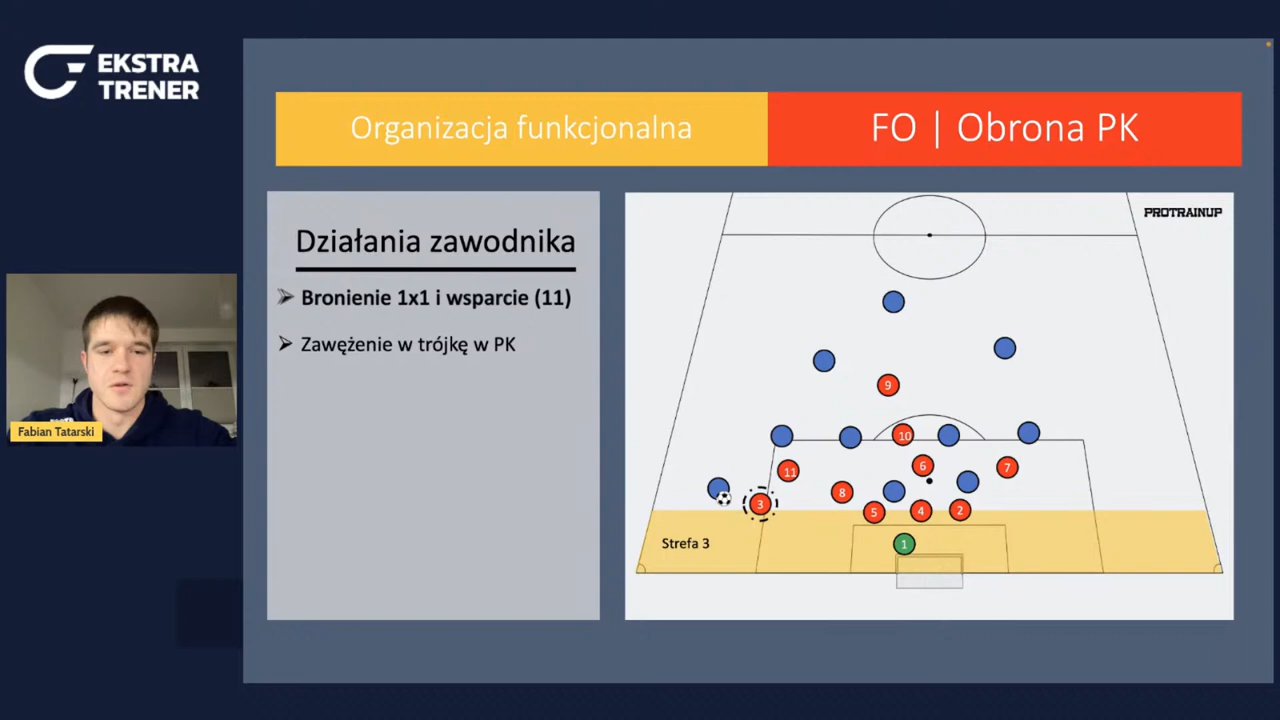 EKSTRA
TRENER
Organizacja funkcjonalna
FO | Obrona PK
Działania zawodnika
Bronienie 1x1 i wsparcie (11)
Zawężenie w trójkę w PK
Fabian Tatarski
PROTRAINUP
9
10
11
6
7
8
3
5
4
2
Strefa 3
1